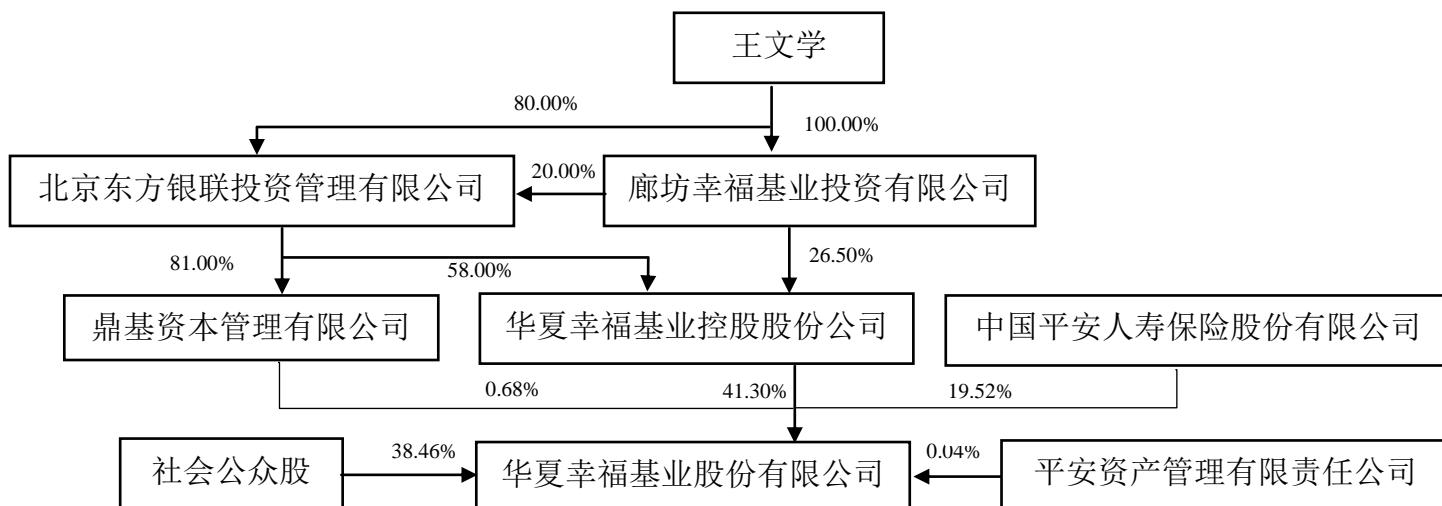 王文学
80.00%
100.00%
北京东方银联投资管理有限公司
20.00%
廊坊幸福基业投资有限公司
81.00%
58.00%
26.50%
鼎基资本管理有限公司
华夏幸福基业控股股份公司
中国平安人寿保险股份有限公司
0.68%
41.30%
19.52%
社会公众股
38.46%
华夏幸福基业股份有限公司
0.04%
平安资产管理有限责任公司